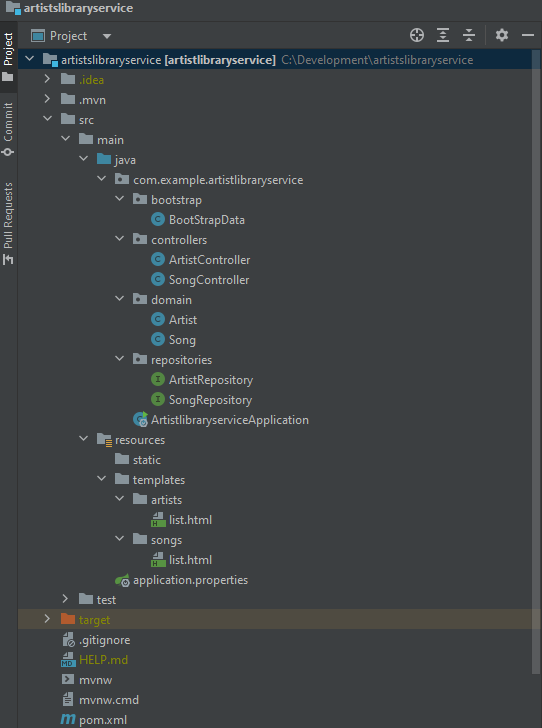 artistslibraryservice
Project
Project
artistslibraryservice [artistlibraryservice] C:\Development\artistslibraryservice
.idea
.mvn
src
main
java
com.example.artistlibraryservice
bootstrap
BootStrapData
controllers
ArtistController
SongController
domain
Artist
Song
repositories
ArtistRepository
SongRepository
ArtistlibraryserviceApplication
resources
static
templates
artists
list.html
songs
list.html
application.properties
test
target
.gitignore
HELP.md
mvnw
mvnw.cmd
pom.xml
Commit
Pull Requests